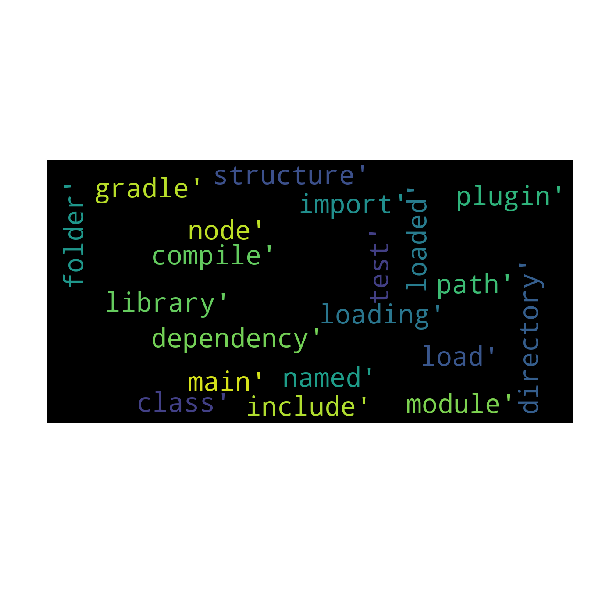 structure'
gradle'
folder'
import'
loaded'
plugin'
node'
compile'
test'
path'
library'
loading'
directory'
dependency'
load'
main'
named'
class'
include'
module'